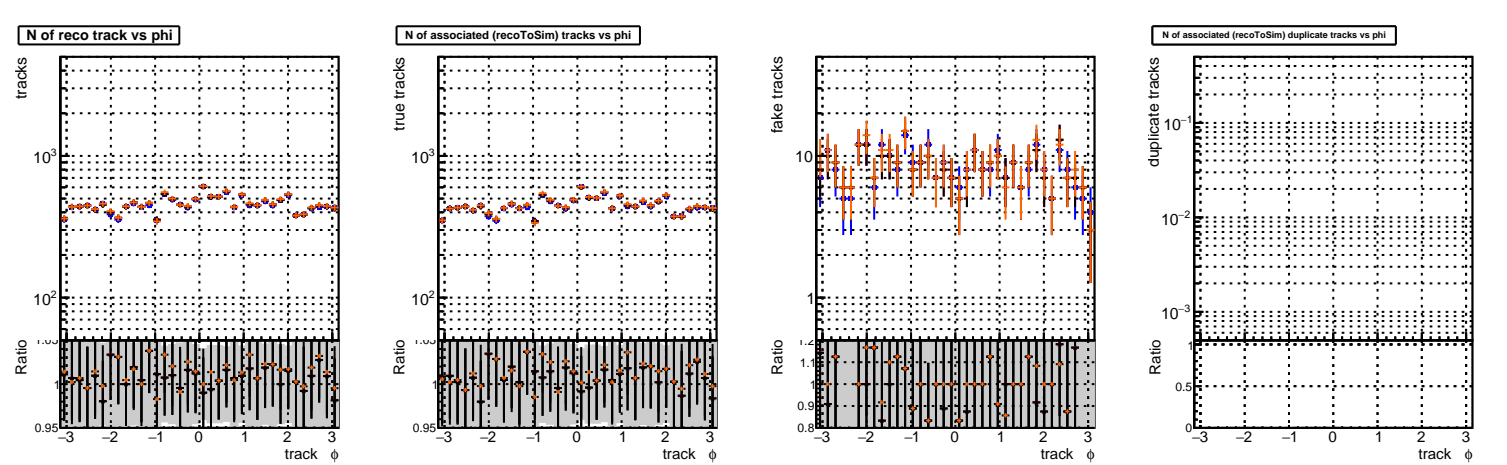 N of reco track vs phi
tracks
10³
10²
Ratio
1.05
1
0.95
−3 −2 −1 0 1 2 3
track ϕ
N of associated (recoToSim) tracks vs phi
true tracks
10³
10²
Ratio
1.05
1
0.95
−3 −2 −1 0 1 2 3
track ϕ
fake tracks
10
1
Ratio
1.2
1.1
1
0.9
0.8
−3 −2 −1 0 1 2 3
track ϕ
N of associated (recoToSim) duplicate tracks vs phi
duplicate tracks
10⁻¹
10⁻²
10⁻³
Ratio
1
0.5
0
−3 −2 −1 0 1 2 3
track ϕ